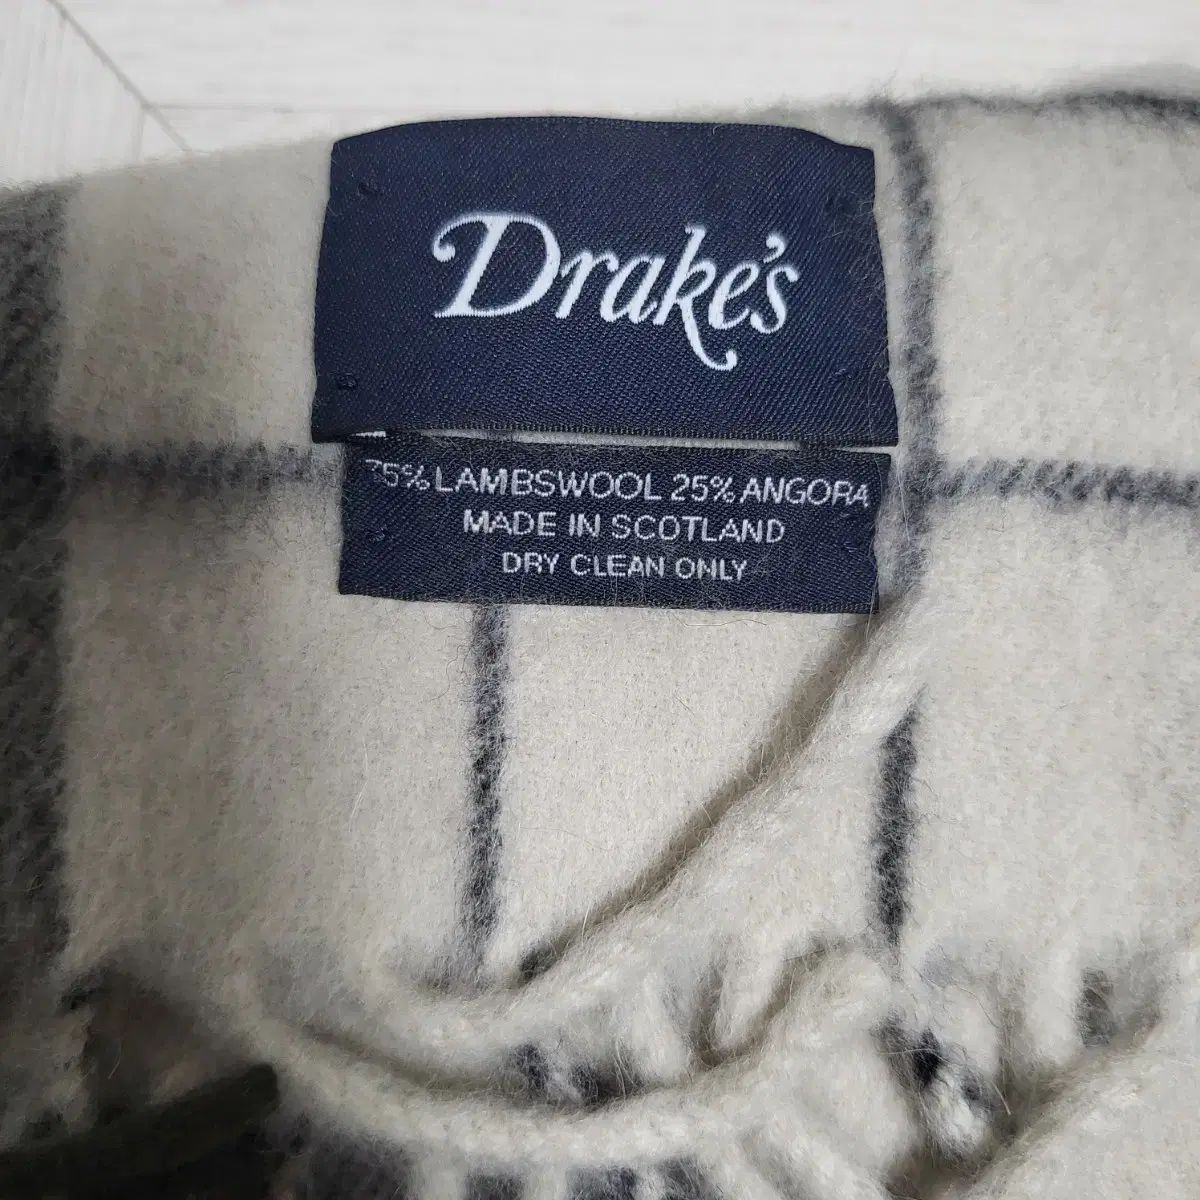 Drake's
75% LAMBSWOOL 25% ANGORA
MADE IN SCOTLAND
DRY CLEAN ONLY